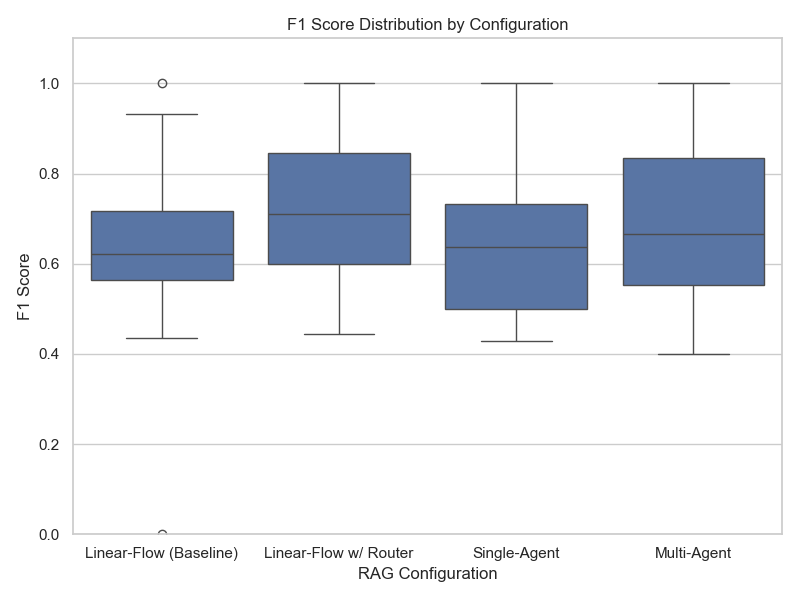 F1 Score Distribution by Configuration
F1 Score
1.0
0.8
0.6
0.4
0.2
0.0
Linear-Flow (Baseline)
Linear-Flow w/ Router
Single-Agent
Multi-Agent
RAG Configuration